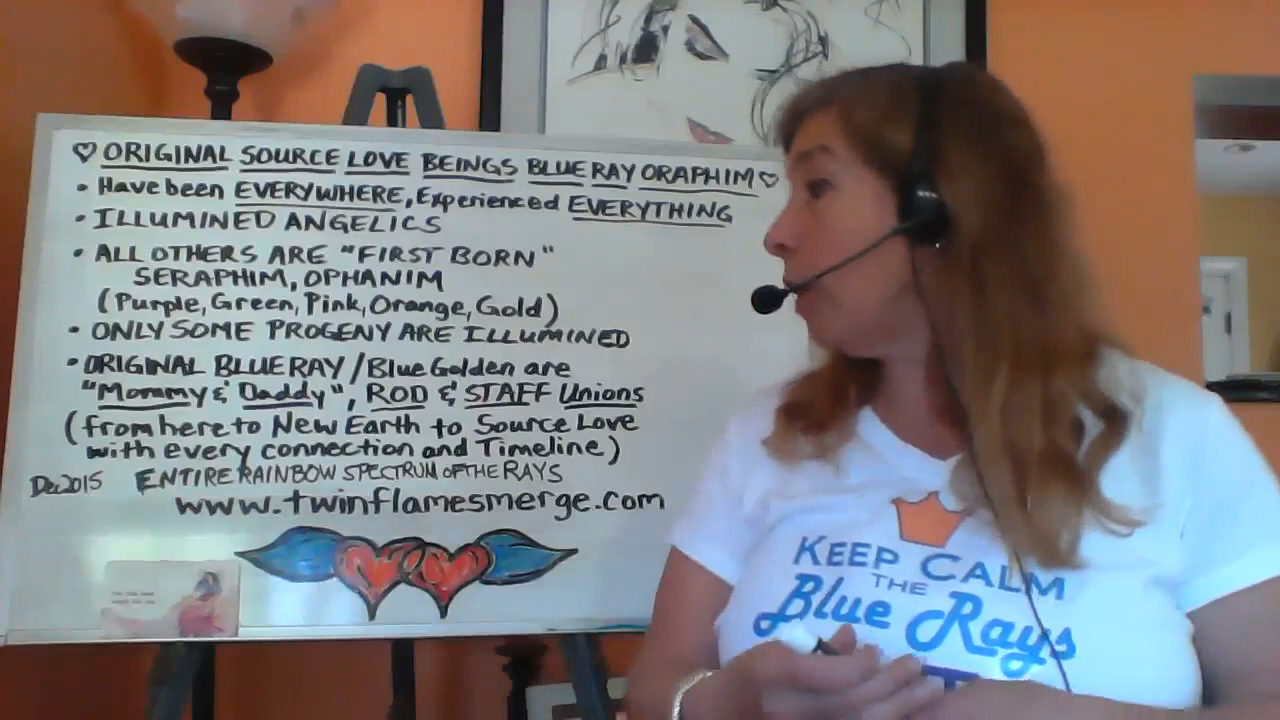 ♡ ORIGINAL SOURCE LOVE BEINGS BLUE RAY ORAPHIM ♡
• Have been EVERYWHERE, Experienced EVERYTHING
• ILLUMINED ANGELICS
• ALL OTHERS ARE "FIRST BORN"
SERAPHIM, OPHANIM
(Purple, Green, Pink, Orange, Gold)
• ONLY SOME PROGENY ARE ILLUMINED
• ORIGINAL BLUE RAY / Blue Golden are
"Mommy & Daddy", ROD & STAFF Unions
(from here to New Earth to Source Love
with every connection and Timeline)
Dec 2015 ENTIRE RAINBOW SPECTRUM OF THE RAYS
www.twinflamesmerge.com
KEEP CALM
THE
Blue Rays